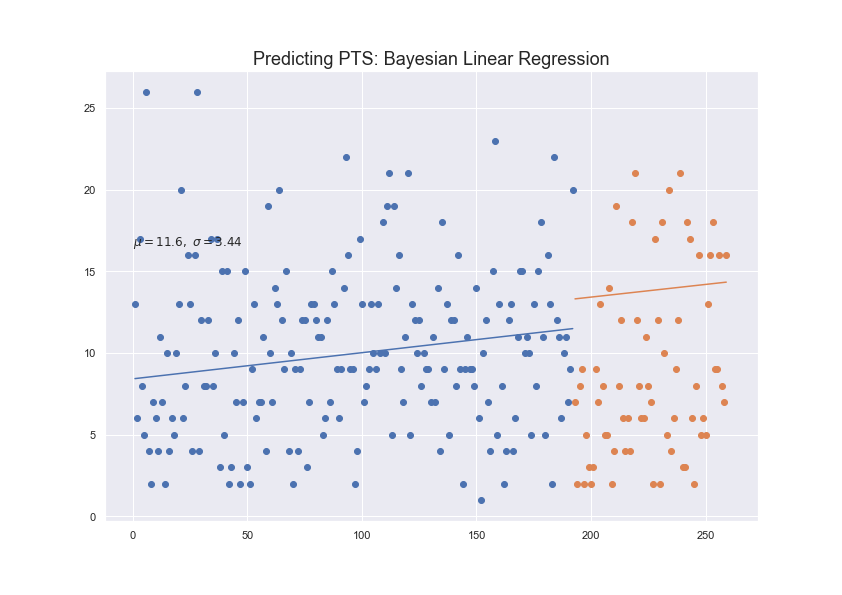 Predicting PTS: Bayesian Linear Regression
25
20
μ = 11.6, σ = 3.44
15
10
5
0
0 50 100 150 200 250